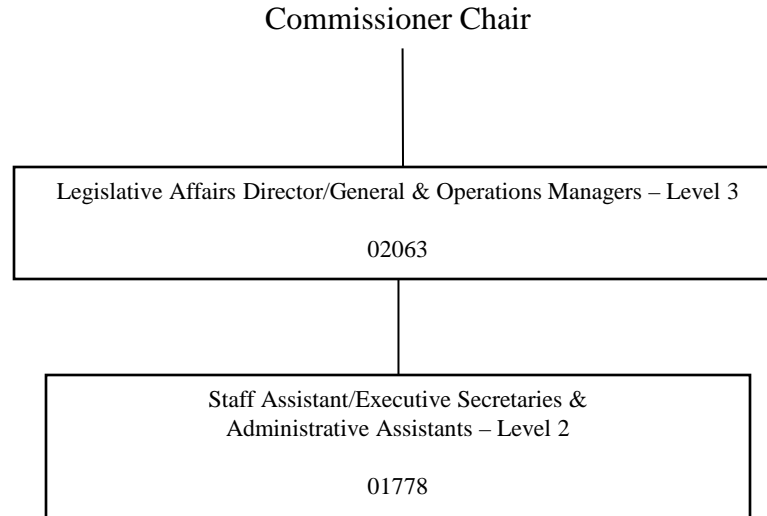 Commissioner Chair
Legislative Affairs Director/General & Operations Managers – Level 3
02063
Staff Assistant/Executive Secretaries &
Administrative Assistants – Level 2
01778